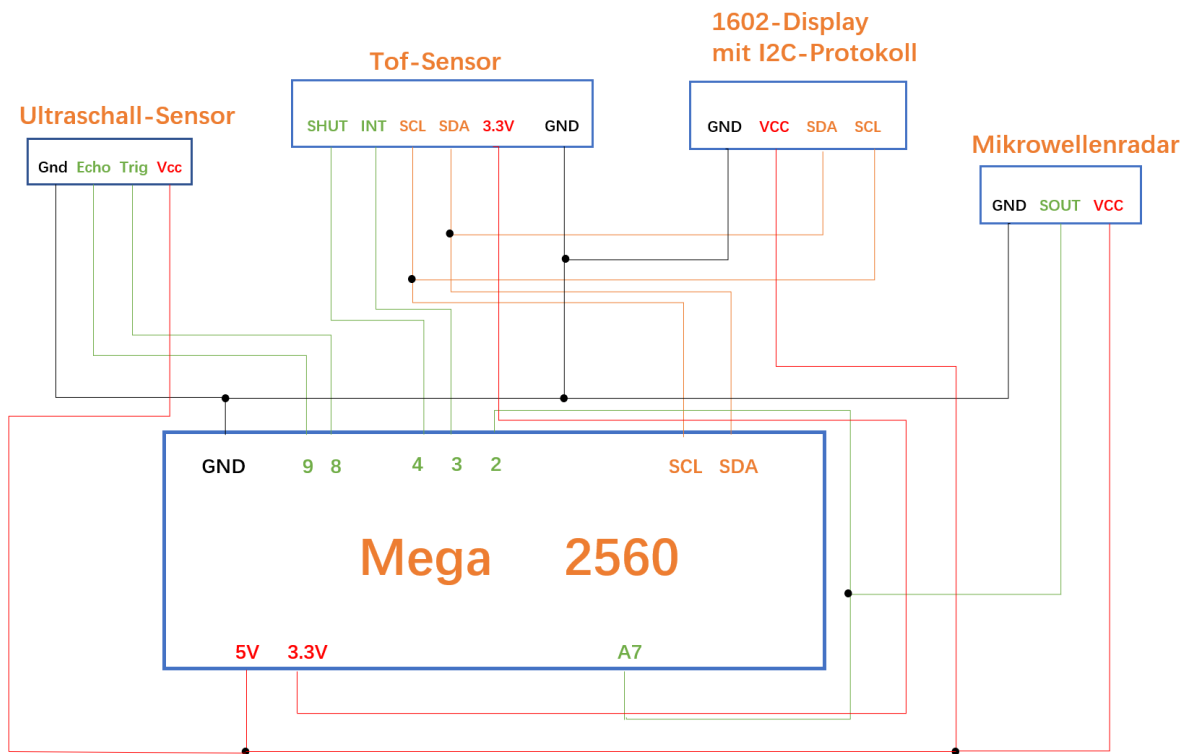 1602-Display
mit I2C-Protokoll
Tof-Sensor
Ultraschall-Sensor
Mikrowellenradar
SHUT INT SCL SDA 3.3V GND
GND VCC SDA SCL
Gnd Echo Trig Vcc
GND SOUT VCC
GND 9 8 4 3 2 SCL SDA
Mega 2560
5V 3.3V A7